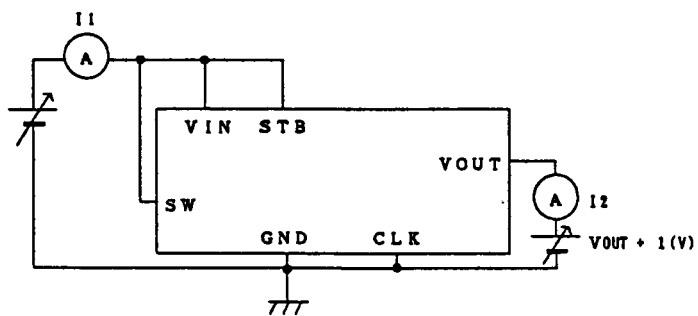 I1
A
VIN STB
VOUT
SW
A I2
GND CLK
VOUT + 1(V)